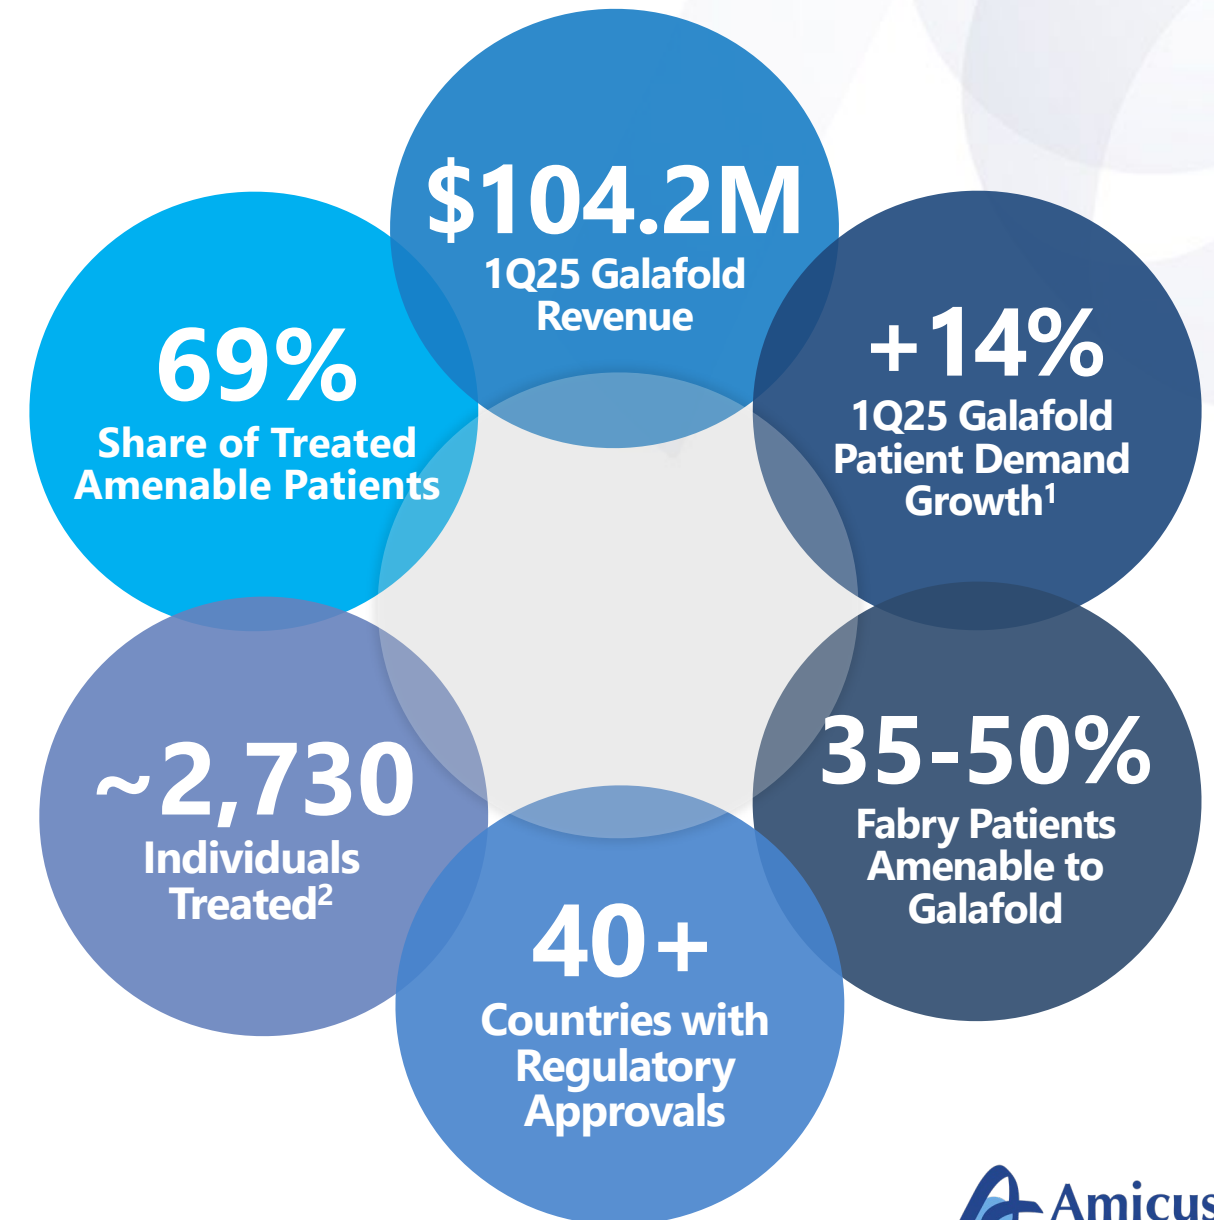 $104.2M
1Q25 Galafold
Revenue
+14%
1Q25 Galafold
Patient Demand
Growth¹
35-50%
Fabry Patients
Amenable to
Galafold
40+
Countries with
Regulatory
Approvals
~2,730
Individuals
Treated²
69%
Share of Treated
Amenable Patients
Amicus